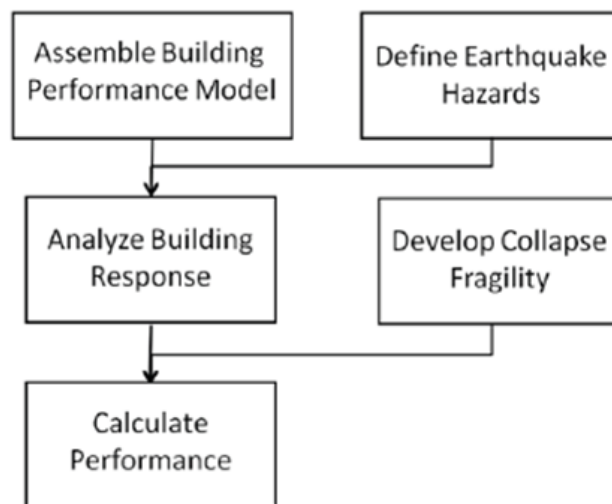 Assemble Building
Performance Model
Define Earthquake
Hazards
Analyze Building
Response
Develop Collapse
Fragility
Calculate
Performance